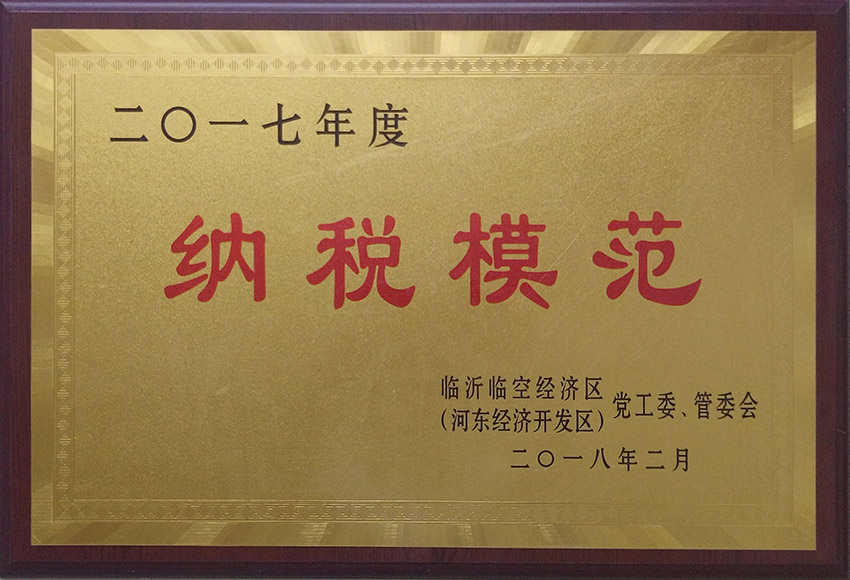 二〇一七年度
纳税模范
临沂临空经济区
(河东经济开发区)
党工委、管委会
二〇一八年二月